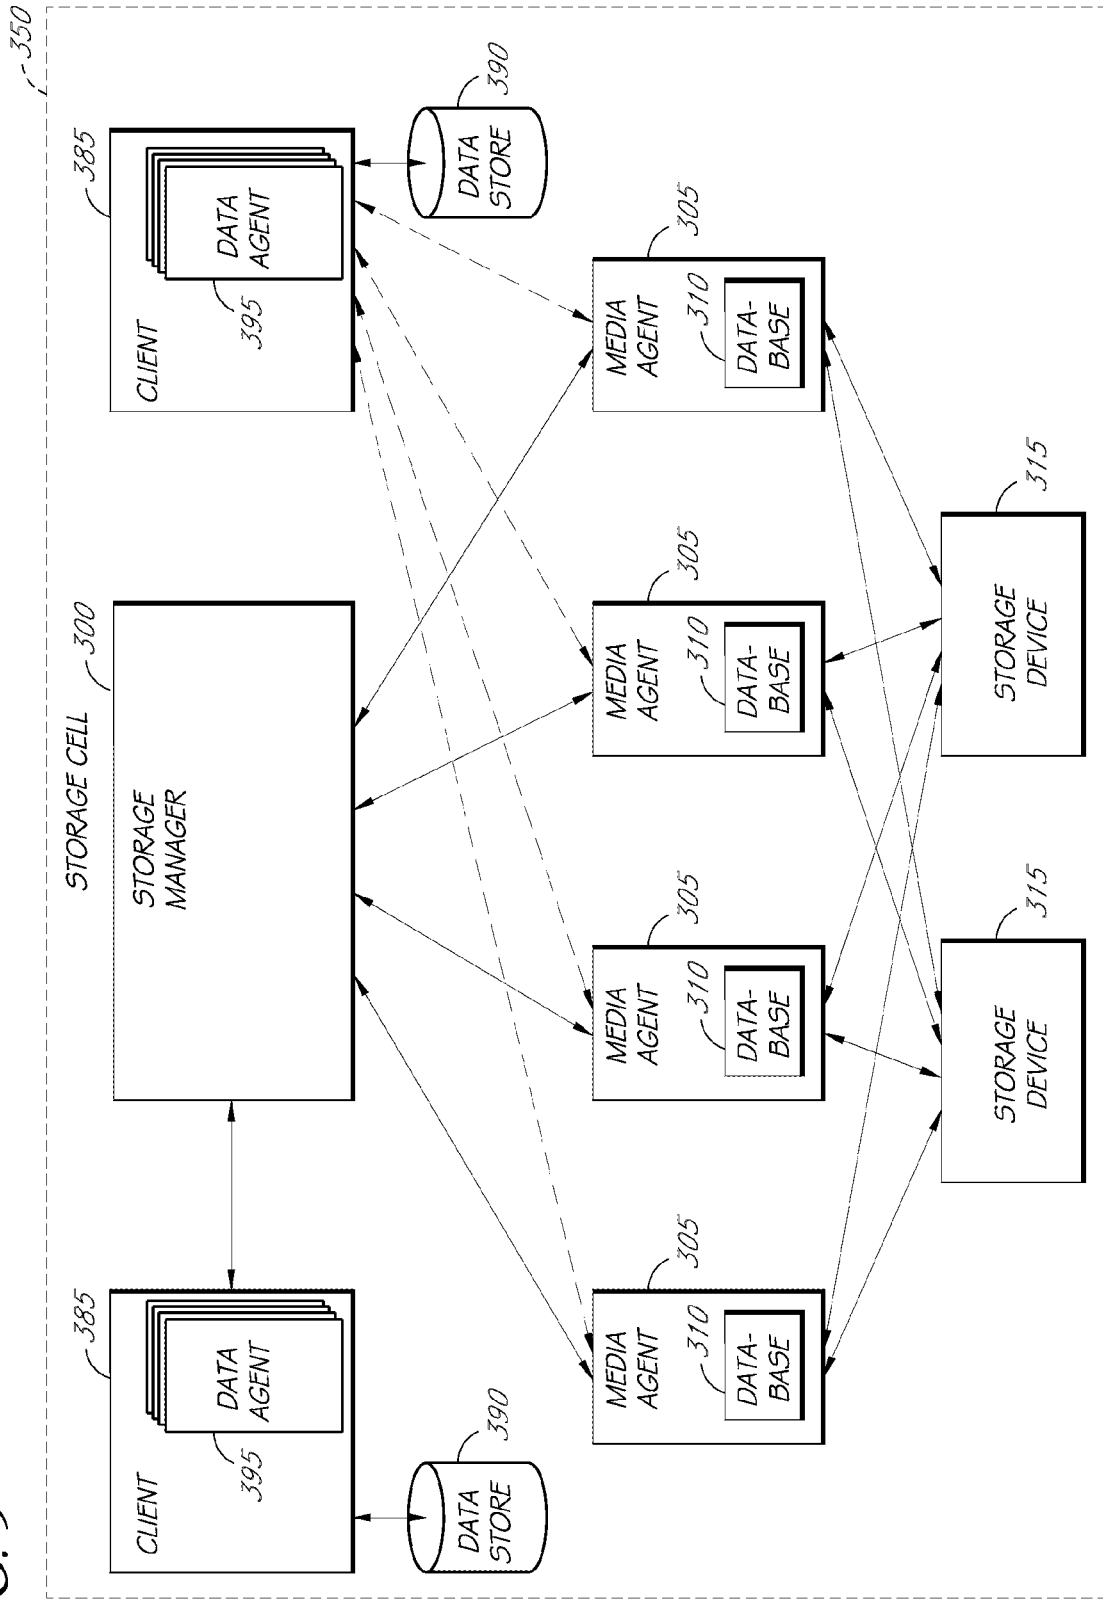 350
STORAGE CELL
385
CLIENT
DATA
AGENT
395
300
STORAGE
MANAGER
385
CLIENT
DATA
AGENT
395
390
DATA
STORE
390
DATA
STORE
305
MEDIA
AGENT
310
DATA-
BASE
305
MEDIA
AGENT
310
DATA-
BASE
305
MEDIA
AGENT
310
DATA-
BASE
305
MEDIA
AGENT
310
DATA-
BASE
315
STORAGE
DEVICE
315
STORAGE
DEVICE